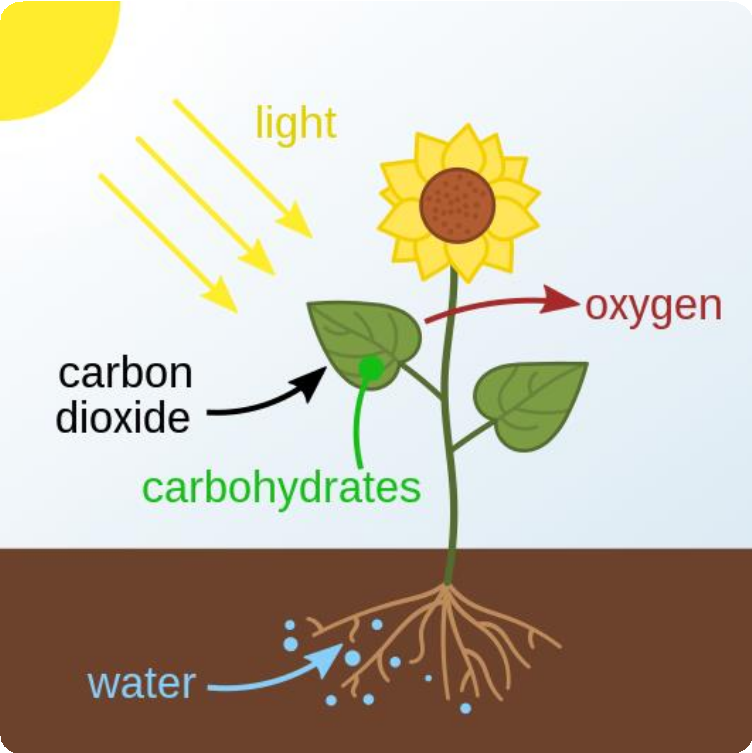 light
oxygen
carbon
dioxide
carbohydrates
water